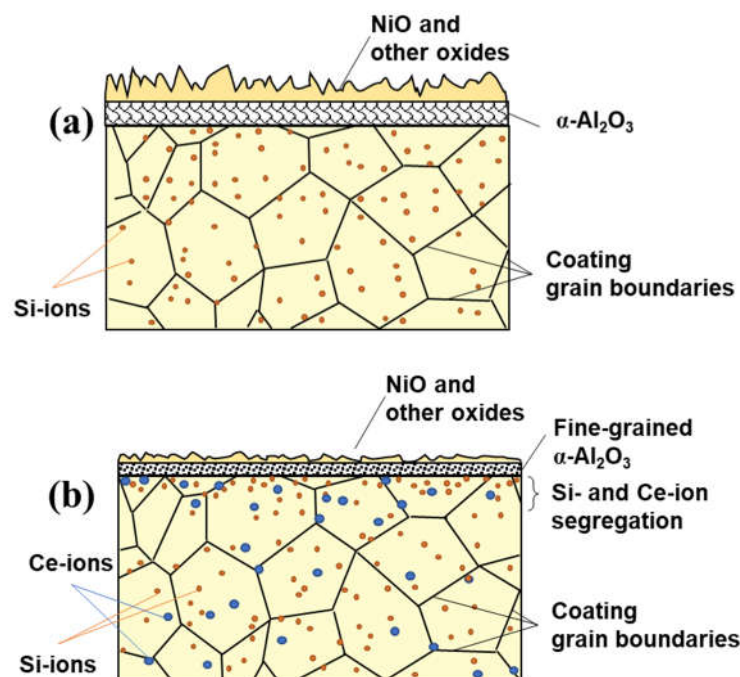 NiO and
other oxides
(a)
α-Al₂O₃
Si-ions
Coating
grain boundaries
NiO and
other oxides
Fine-grained
α-Al₂O₃
(b)
Si- and Ce-ion
segregation
Ce-ions
Coating
grain boundaries
Si-ions